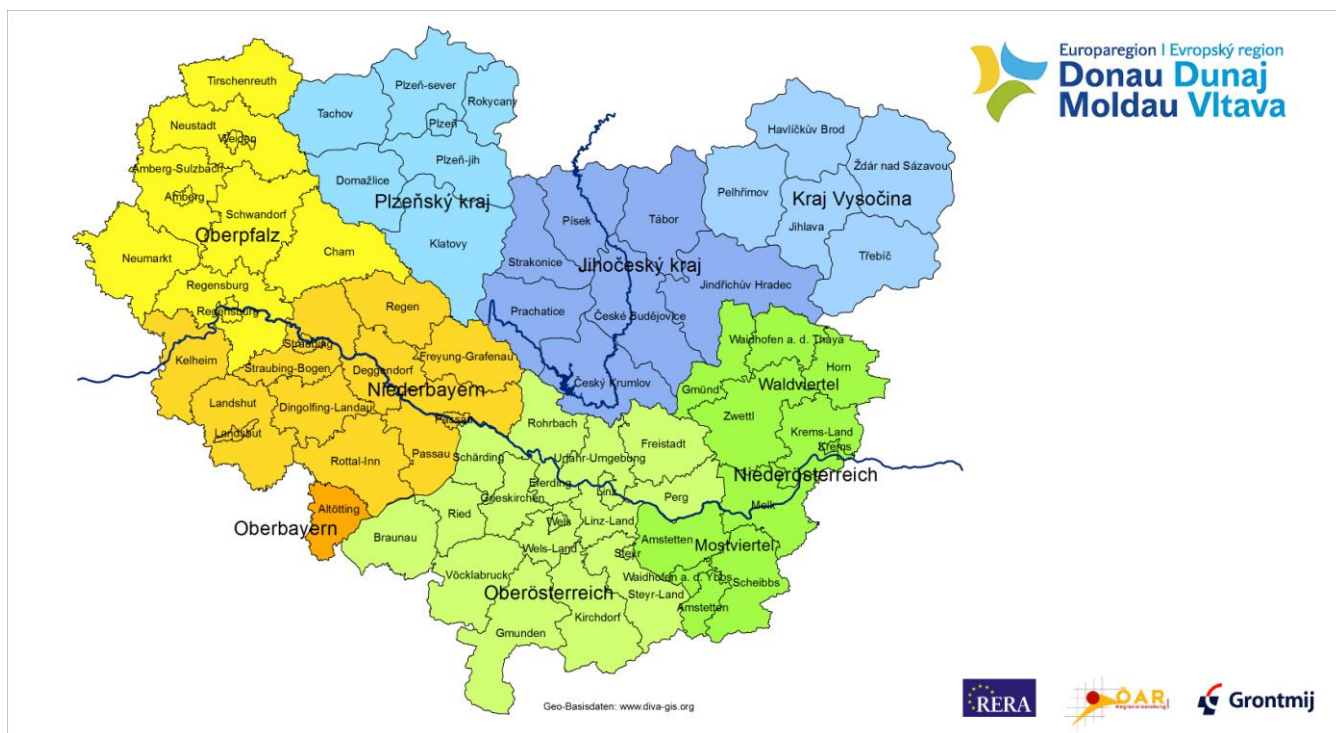 Europaregion | Evropský region
Donau Dunaj
Moldau Vltava
Tirschenreuth
Neustadt
Weiden
Amberg-Sulzbach
Amberg
Schwandorf
Oberpfalz
Neumarkt
Cham
Regensburg
Regensburg
Tachov
Plzeň-sever
Rokycany
Plzeň
Plzeň-jih
Domažlice
Plzeňský kraj
Klatovy
Havlíčkův Brod
Žďár nad Sázavou
Pelhřimov
Kraj Vysočina
Jihlava
Třebíč
Písek
Tábor
Strakonice
Jihočeský kraj
Jindřichův Hradec
Prachatice
České Budějovice
Český Krumlov
Regen
Kelheim
Straubing
Straubing-Bogen
Deggendorf
Freyung-Grafenau
Niederbayern
Landshut
Dingolfing-Landau
Landshut
Passau
Rottal-Inn
Passau
Altötting
Oberbayern
Waidhofen a. d. Thaya
Horn
Gmünd
Waldviertel
Zwettl
Krems-Land
Krems
Niederösterreich
Melk
Rohrbach
Freistadt
Schärding
Urfahr-Umgebung
Eferding
Linz
Grieskirchen
Perg
Ried
Wels
Linz-Land
Braunau
Wels-Land
Steyr
Amstetten
Mostviertel
Vöcklabruck
Waidhofen a. d. Ybbs
Scheibbs
Oberösterreich
Steyr-Land
Amstetten
Kirchdorf
Gmunden
Geo-Basisdaten: www.diva-gis.org
RERA
ÖAR
Regionalberatung
Grontmij